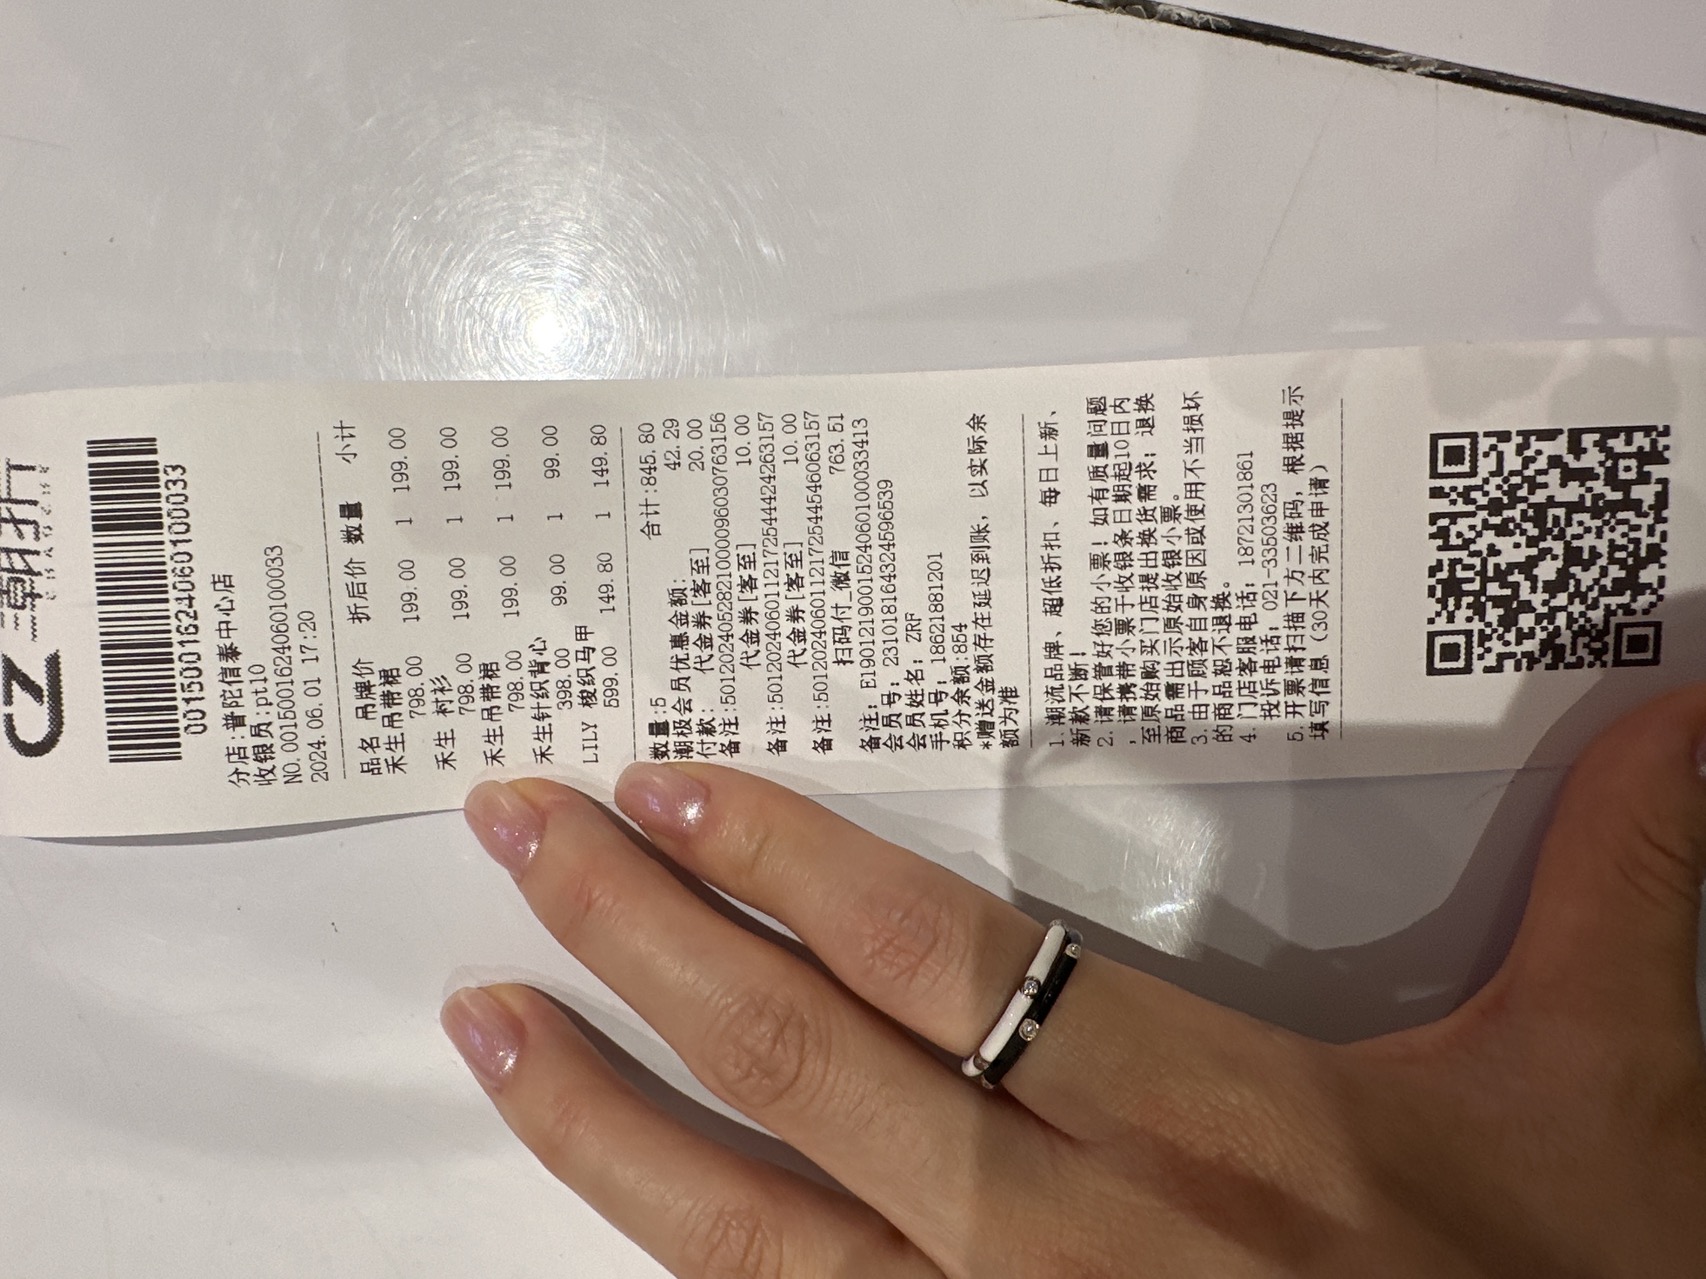 CZ潮折
0015001624060100033
分店:普陀信泰中心店
收银员:pt10
NO.001500162406010033
2024.06.01 17:20
品名 吊牌价 折后价 数量 小计
禾生吊带裙
798.00 199.00 1 199.00
禾生 衬衫
798.00 199.00 1 199.00
禾生吊带裙
798.00 199.00 1 199.00
禾生针织背心
398.00 99.00 1 99.00
LILY 梭织马甲
599.00 149.80 1 149.80
数量:5 合计:845.80
潮极会员优惠金额: 42.29
付款: 代金券[客至] 20.00
备注:5012024052821000096030763156
代金券[客至] 10.00
备注:5012024060112172544424263157
代金券[客至] 10.00
备注:5012024060112172544546063157
扫码付_微信 763.51
备注: E1901219001524060100033413
会员号: 2310181643245965​39
会员姓名: ZRF
手机号: 18621881201
积分余额:854
*赠送金额存在延迟到账, 以实际余
额为准
1.潮流品牌、超低折扣、每日上新、
新款不断!
2.请保管好您的小票! 如有质量问题
, 请携带小票于收银条日期起10日内
至原始购买门店提出换货需求; 退换
商品需出示原始收银小票。
3.由于顾客自身原因或使用不当损坏
的商品恕不退换。
4.门店客服电话: 18721301861
投诉电话: 021-33503623
5.开票请扫描下方二维码, 根据提示
填写信息 (30天内完成申请)